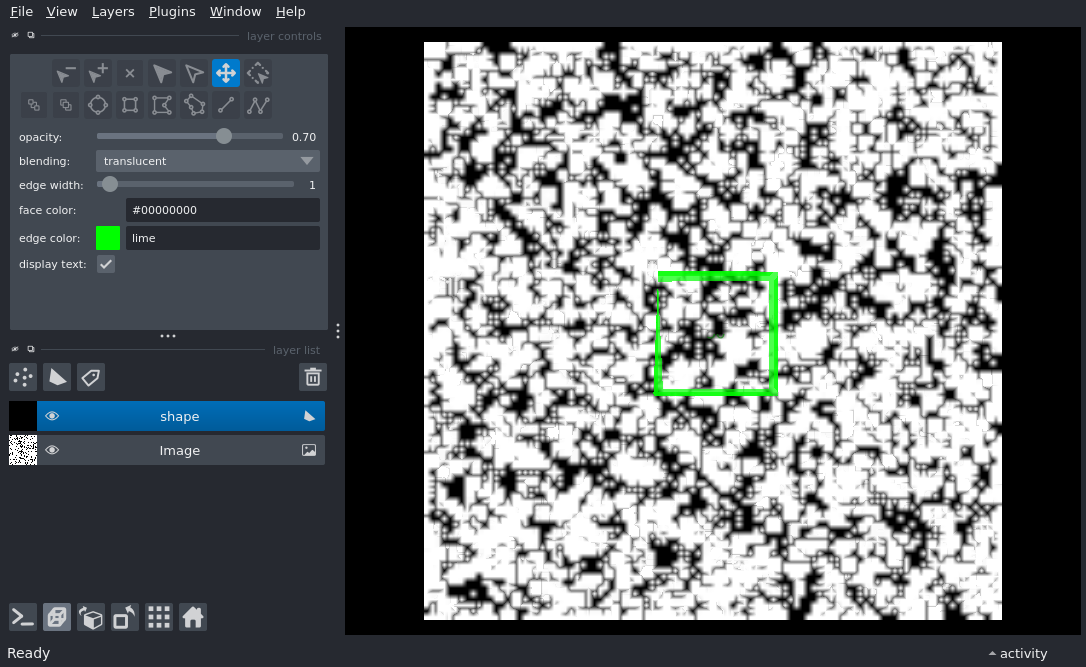 File View Layers Plugins Window Help
layer controls
opacity: 0.70
blending: translucent
edge width: 1
face color: #00000000
edge color: lime
display text:
layer list
shape
Image
Ready
activity